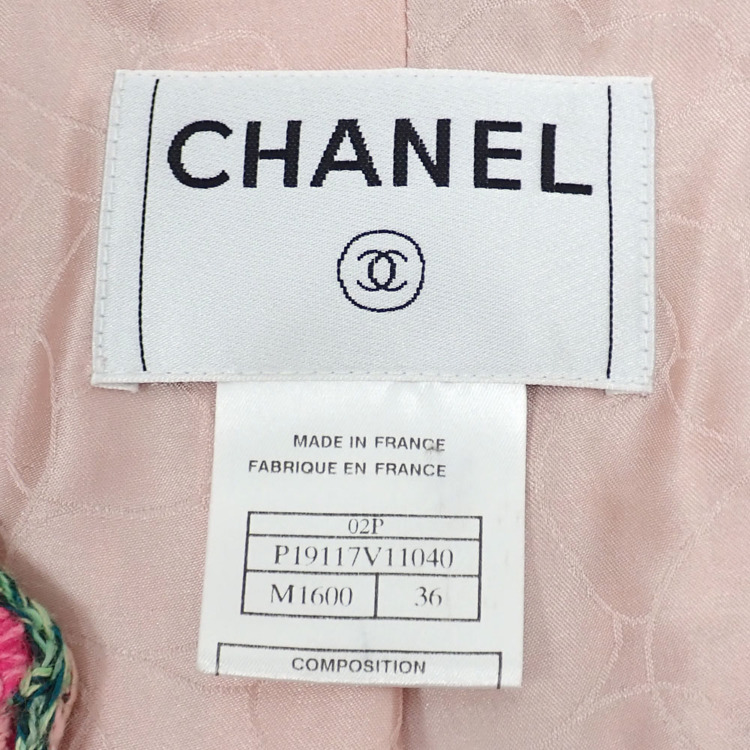 CHANEL
MADE IN FRANCE
FABRIQUE EN FRANCE
02P
P19117V11040
M1600 36
COMPOSITION